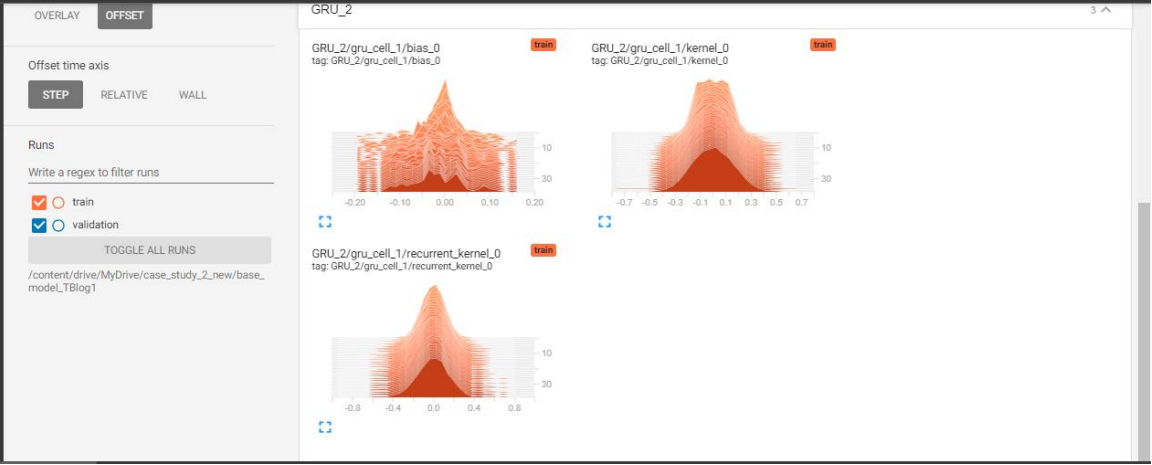 OVERLAY OFFSET
Offset time axis
STEP RELATIVE WALL
Runs
Write a regex to filter runs
train
validation
TOGGLE ALL RUNS
/content/drive/MyDrive/case_study_2_new/base_
model_TBlog1
GRU_2 3
GRU_2/gru_cell_1/bias_0 train
tag: GRU_2/gru_cell_1/bias_0
10
30
-0.20 -0.10 0.00 0.10 0.20
GRU_2/gru_cell_1/kernel_0 train
tag: GRU_2/gru_cell_1/kernel_0
10
30
-0.7 -0.5 -0.3 -0.1 0.1 0.3 0.5 0.7
GRU_2/gru_cell_1/recurrent_kernel_0 train
tag: GRU_2/gru_cell_1/recurrent_kernel_0
10
30
-0.8 -0.4 0.0 0.4 0.8